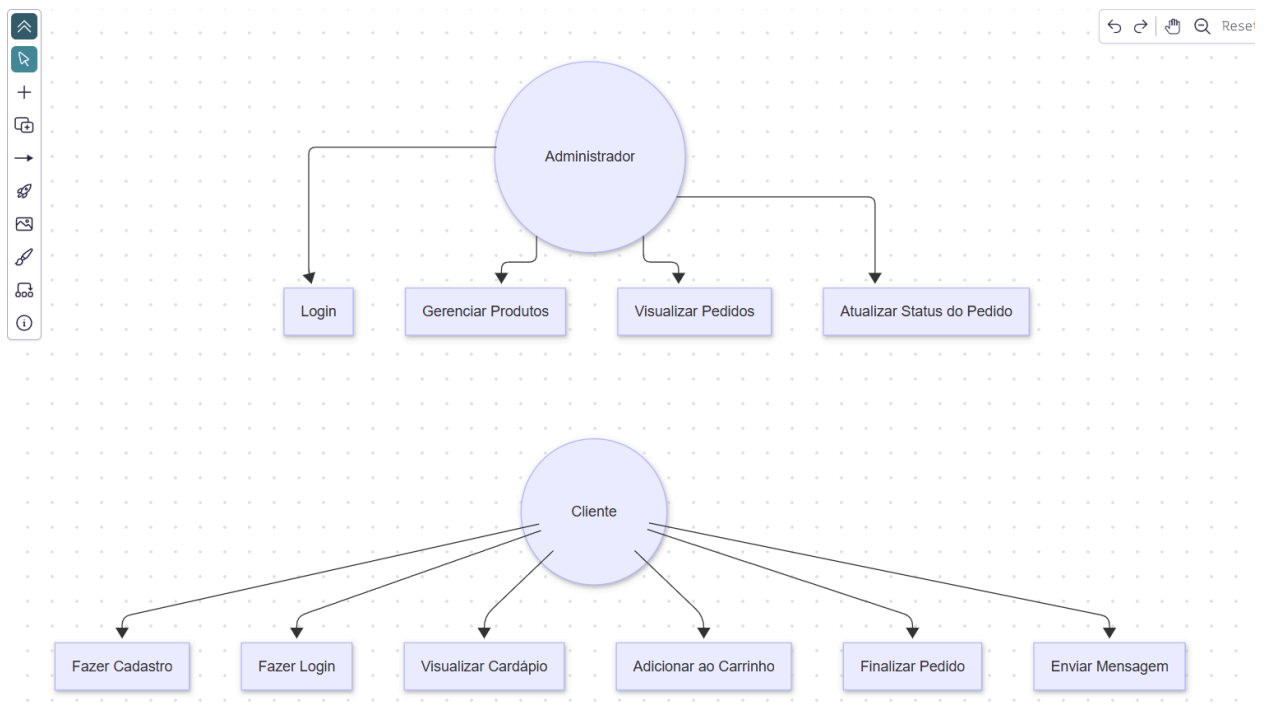 Reset
Administrador
Login
Gerenciar Produtos
Visualizar Pedidos
Atualizar Status do Pedido
Cliente
Fazer Cadastro
Fazer Login
Visualizar Cardápio
Adicionar ao Carrinho
Finalizar Pedido
Enviar Mensagem